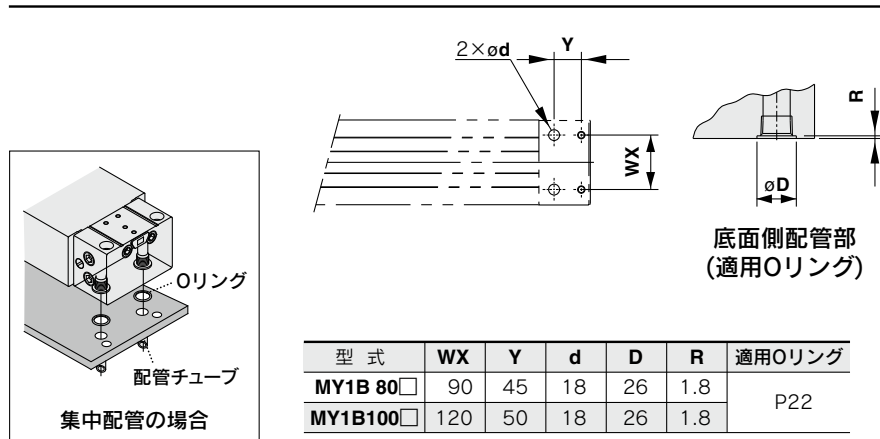 2×ød
Y
WX
R
øD
底面側配管部
(適用Oリング)
Oリング
配管チューブ
集中配管の場合
型 式 WX Y d D R 適用Oリング
MY1B 80□ 90 45 18 26 1.8 P22
MY1B100□ 120 50 18 26 1.8